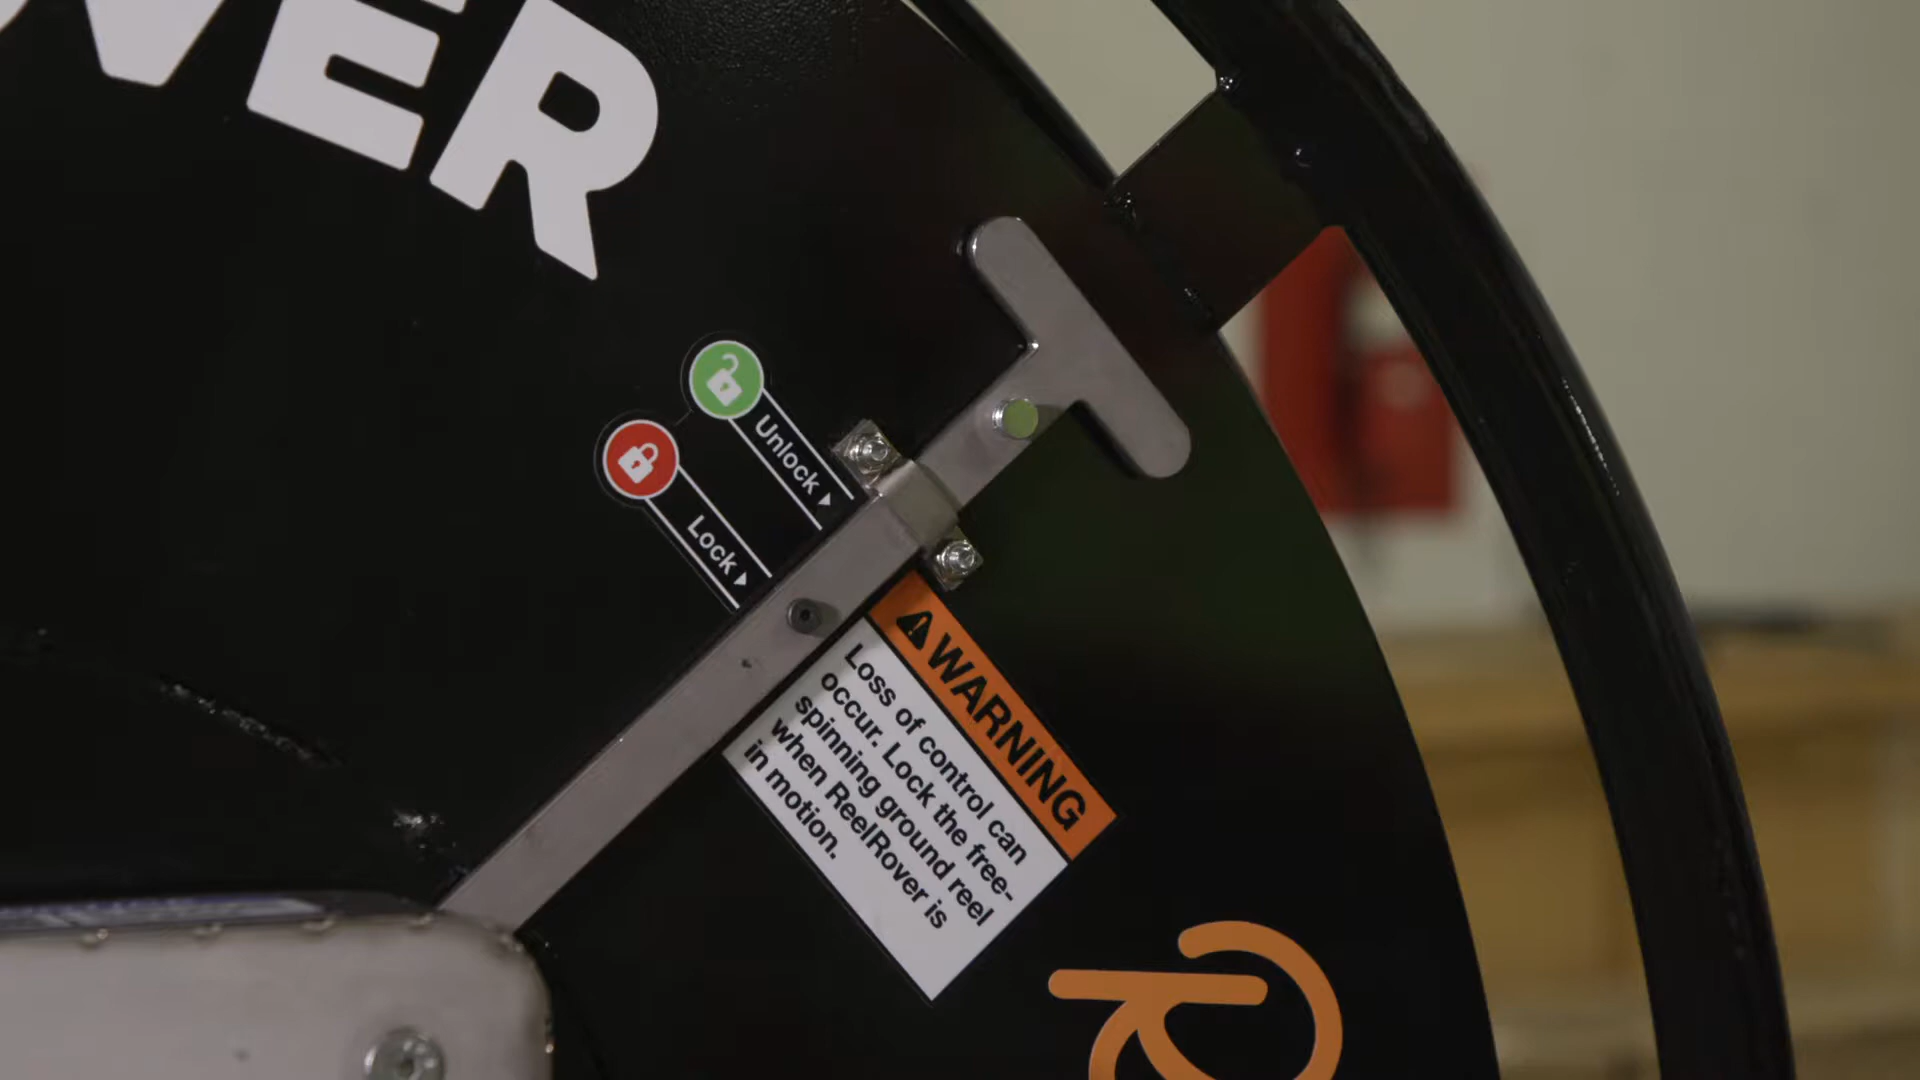 VER
Unlock
Lock
WARNING
Loss of control can
occur. Lock the free-
spinning ground reel
when ReelRover is
in motion.